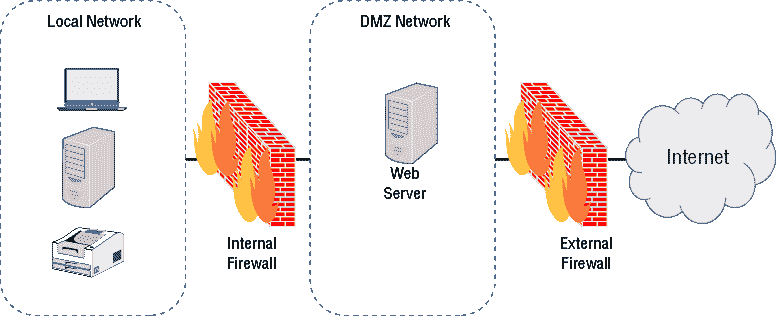 Local Network
DMZ Network
Web
Server
Internet
Internal
Firewall
External
Firewall